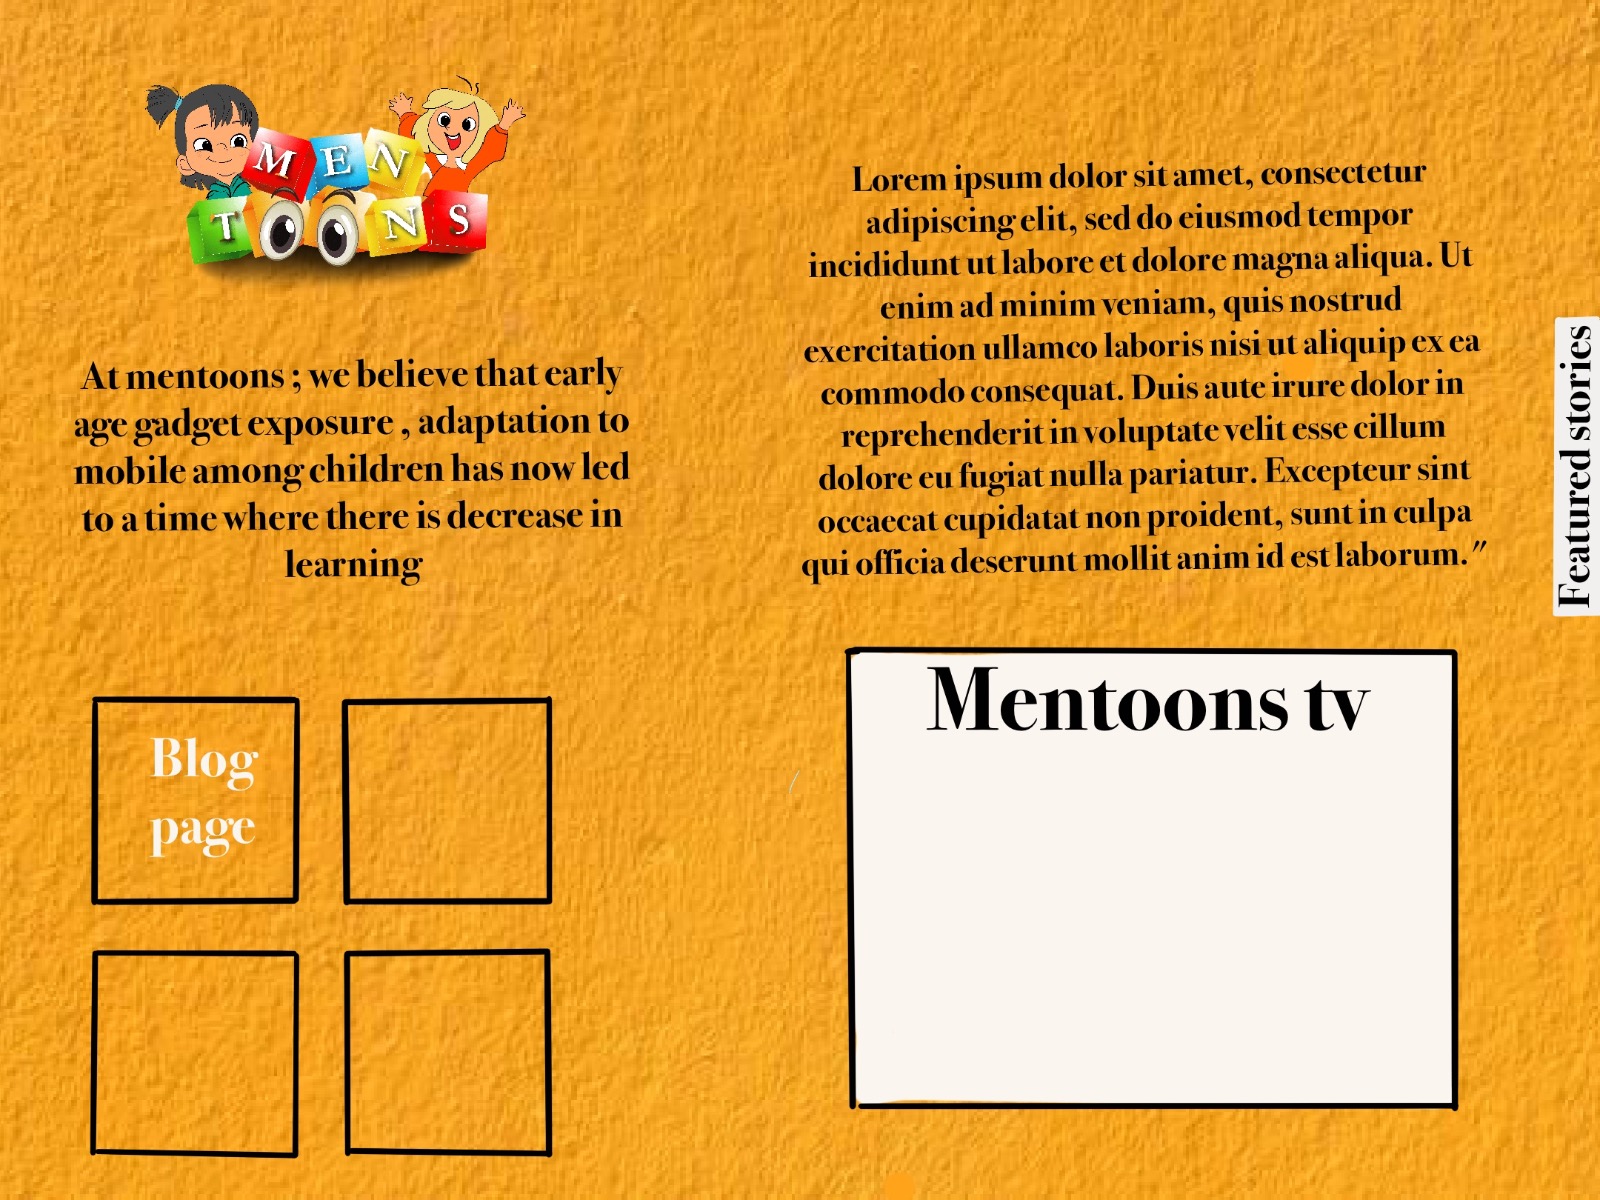 MEN
TOONS
At mentoons ; we believe that early
age gadget exposure , adaptation to
mobile among children has now led
to a time where there is decrease in
learning
Blog
page
Lorem ipsum dolor sit amet, consectetur
adipiscing elit, sed do eiusmod tempor
incididunt ut labore et dolore magna aliqua. Ut
enim ad minim veniam, quis nostrud
exercitation ullamco laboris nisi ut aliquip ex ea
commodo consequat. Duis aute irure dolor in
reprehenderit in voluptate velit esse cillum
dolore eu fugiat nulla pariatur. Excepteur sint
occaecat cupidatat non proident, sunt in culpa
qui officia deserunt mollit anim id est laborum."
Mentoons tv
Featured stories